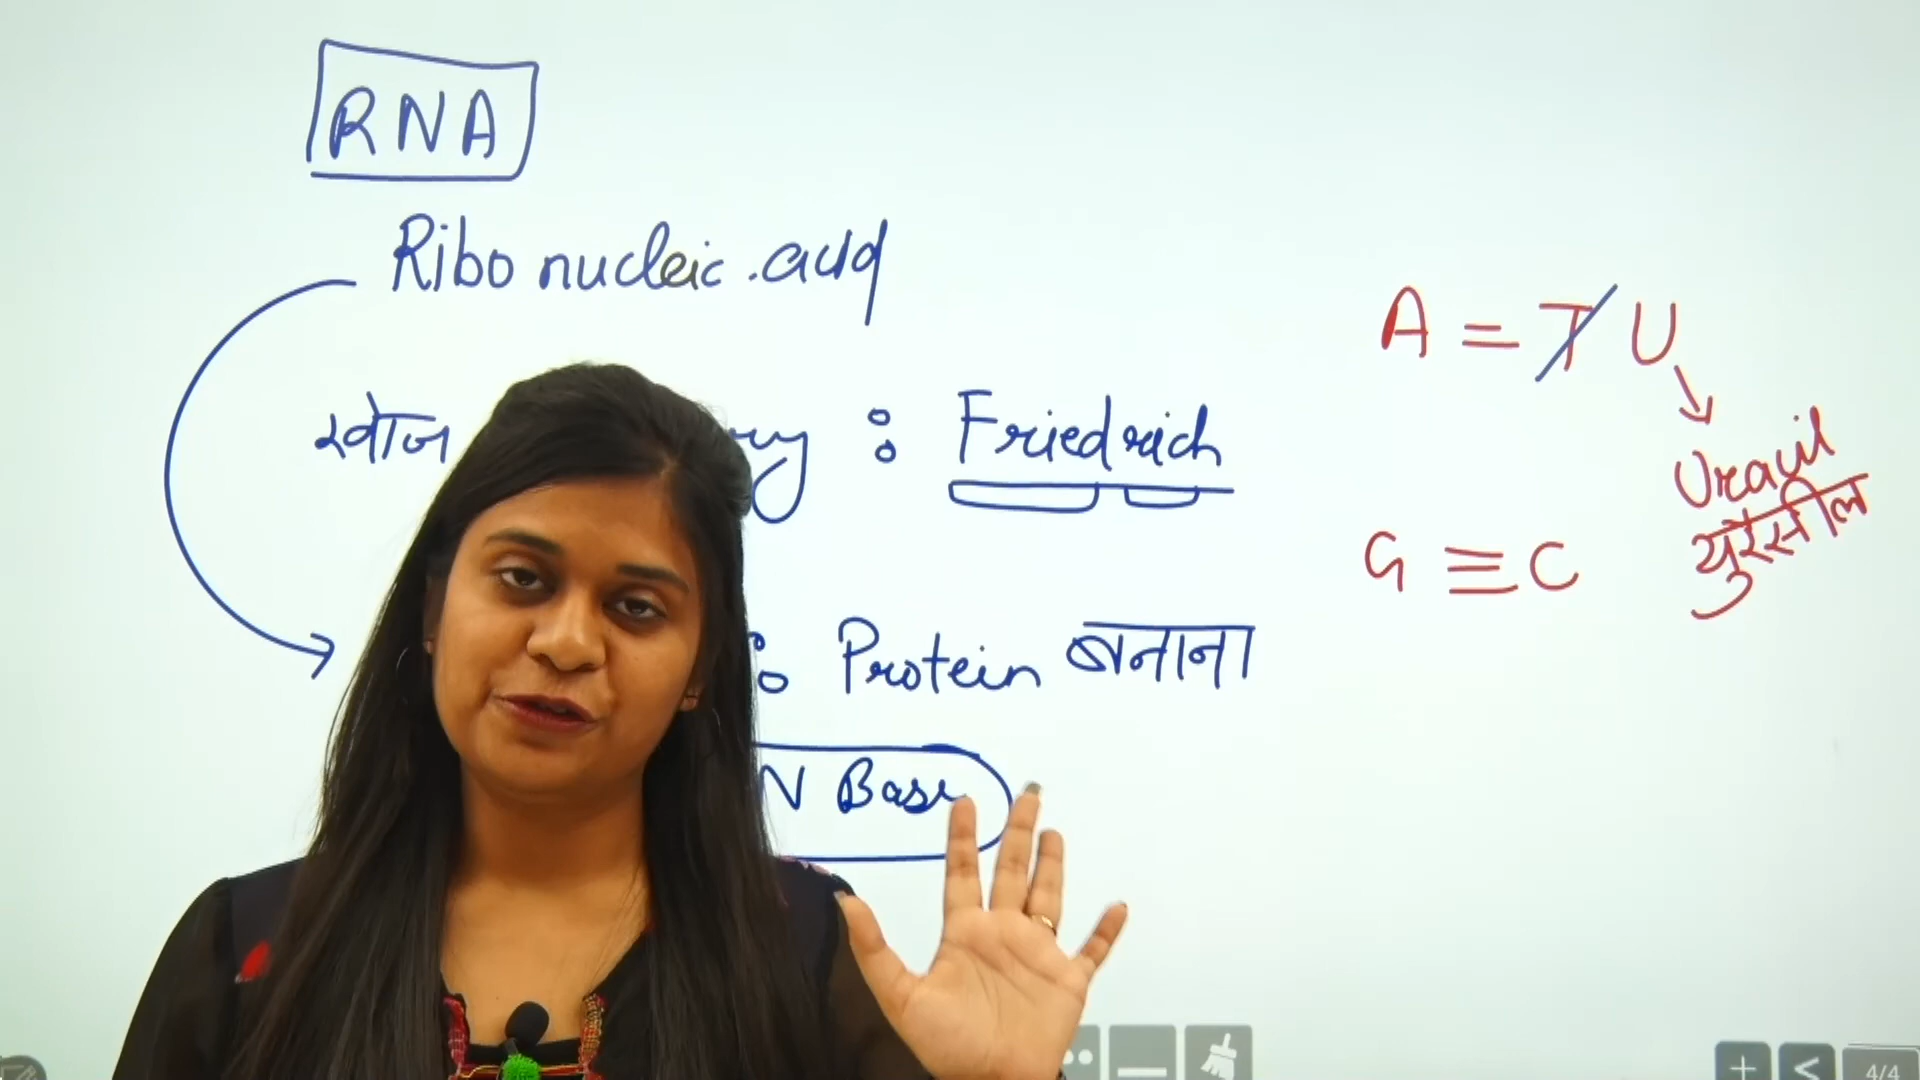 RNA
Ribo nucleic acid
खोज : Friedrich
: Protein बनाना
N Base
A = T U
Uracil
युरेसील
G ≡ C
4/4